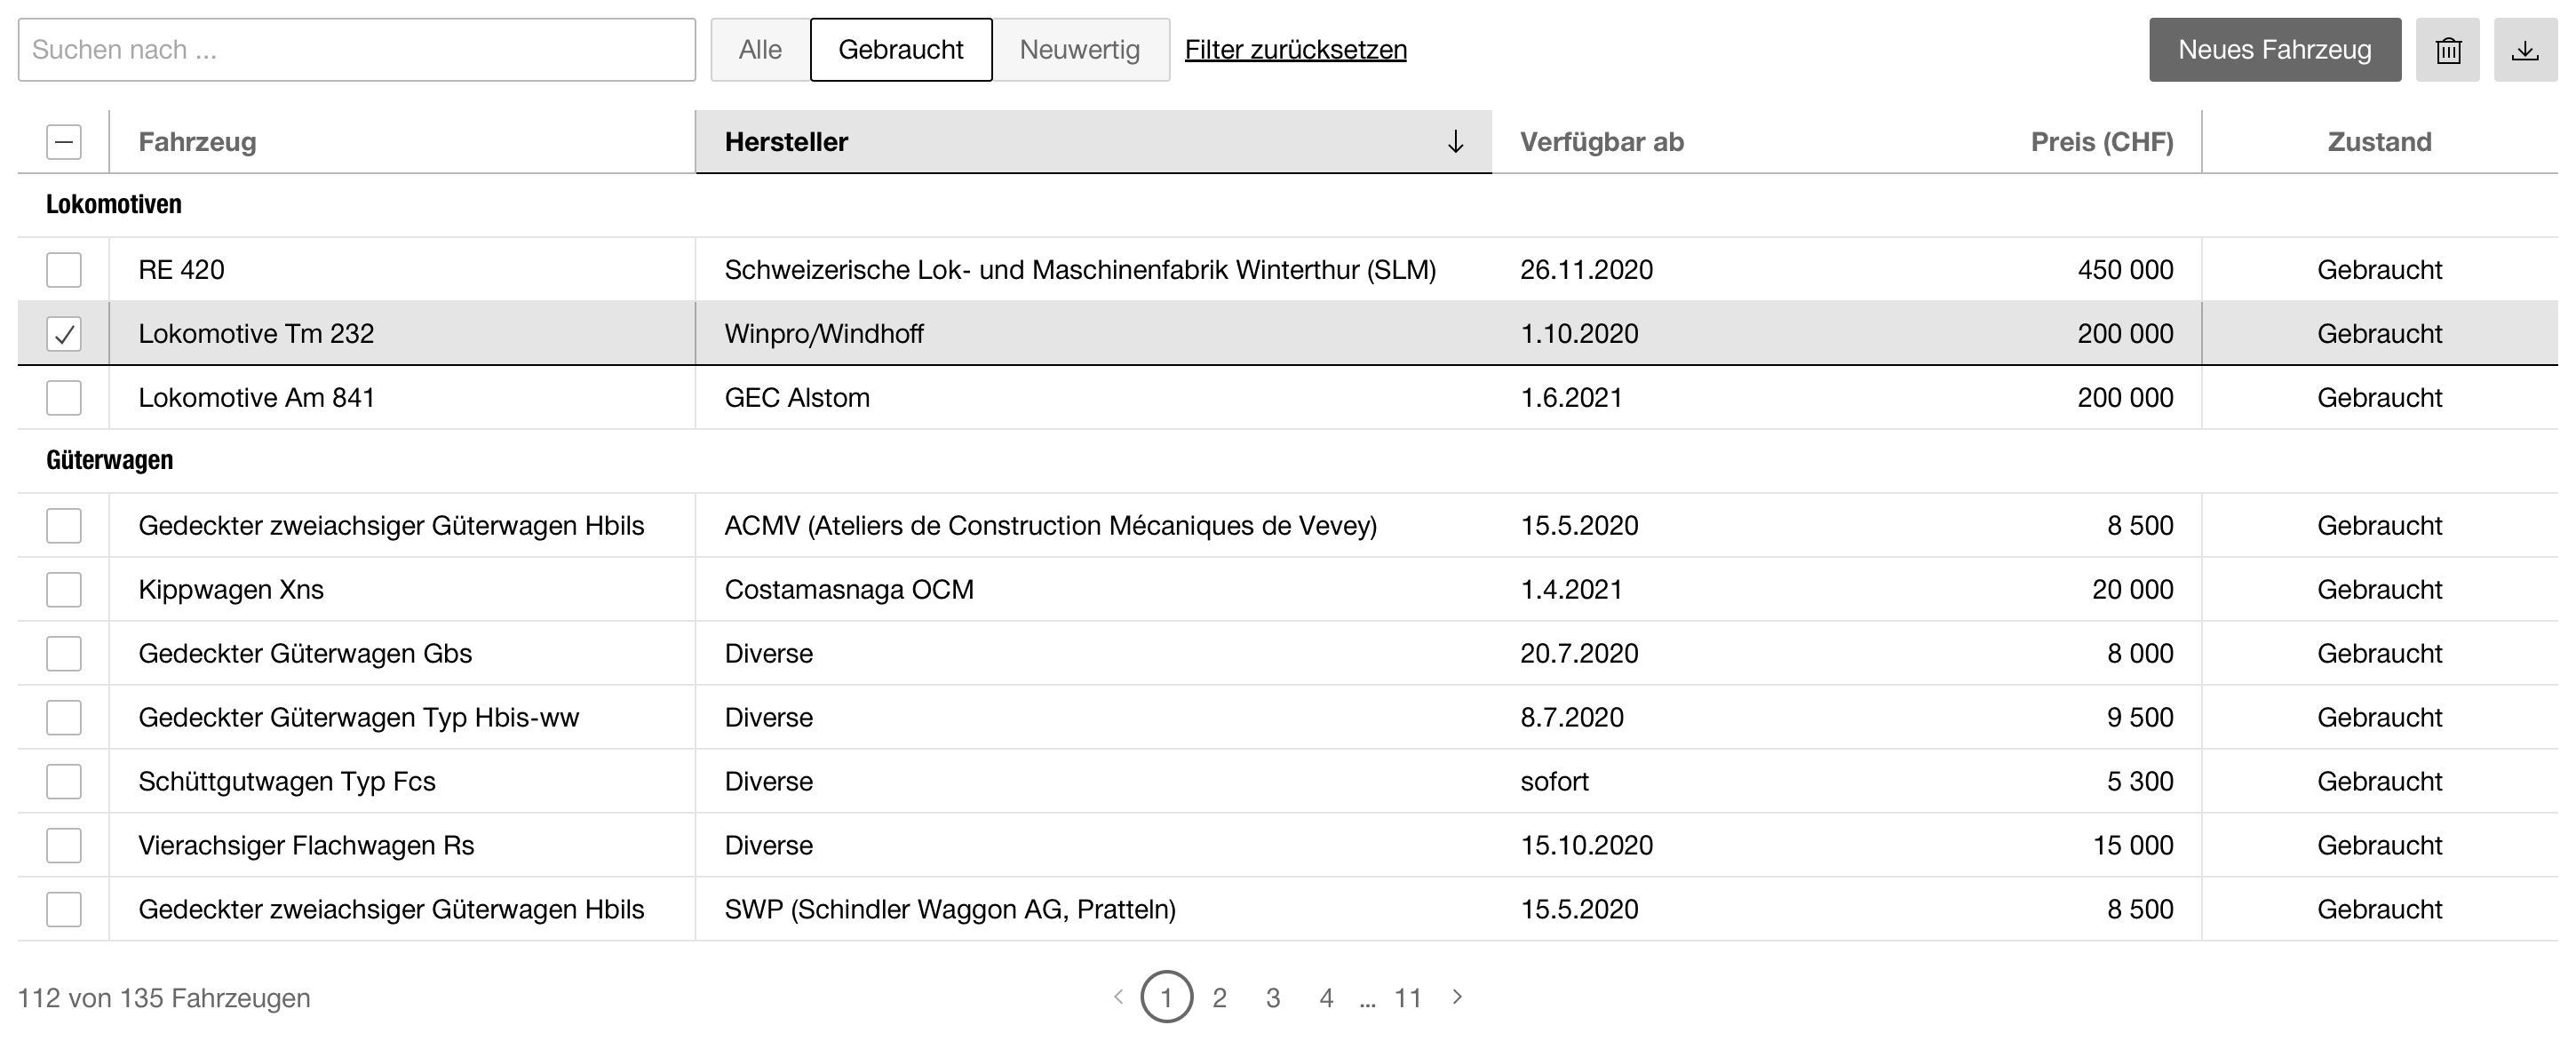 Suchen nach ... Alle Gebraucht Neuwertig Filter zurücksetzen Neues Fahrzeug
Fahrzeug Hersteller Verfügbar ab Preis (CHF) Zustand
Lokomotiven
RE 420 Schweizerische Lok- und Maschinenfabrik Winterthur (SLM) 26.11.2020 450 000 Gebraucht
Lokomotive Tm 232 Winpro/Windhoff 1.10.2020 200 000 Gebraucht
Lokomotive Am 841 GEC Alstom 1.6.2021 200 000 Gebraucht
Güterwagen
Gedeckter zweiachsiger Güterwagen Hbils ACMV (Ateliers de Construction Mécaniques de Vevey) 15.5.2020 8 500 Gebraucht
Kippwagen Xns Costamasnaga OCM 1.4.2021 20 000 Gebraucht
Gedeckter Güterwagen Gbs Diverse 20.7.2020 8 000 Gebraucht
Gedeckter Güterwagen Typ Hbis-ww Diverse 8.7.2020 9 500 Gebraucht
Schüttgutwagen Typ Fcs Diverse sofort 5 300 Gebraucht
Vierachsiger Flachwagen Rs Diverse 15.10.2020 15 000 Gebraucht
Gedeckter zweiachsiger Güterwagen Hbils SWP (Schindler Waggon AG, Pratteln) 15.5.2020 8 500 Gebraucht
112 von 135 Fahrzeugen 1 2 3 4 ... 11